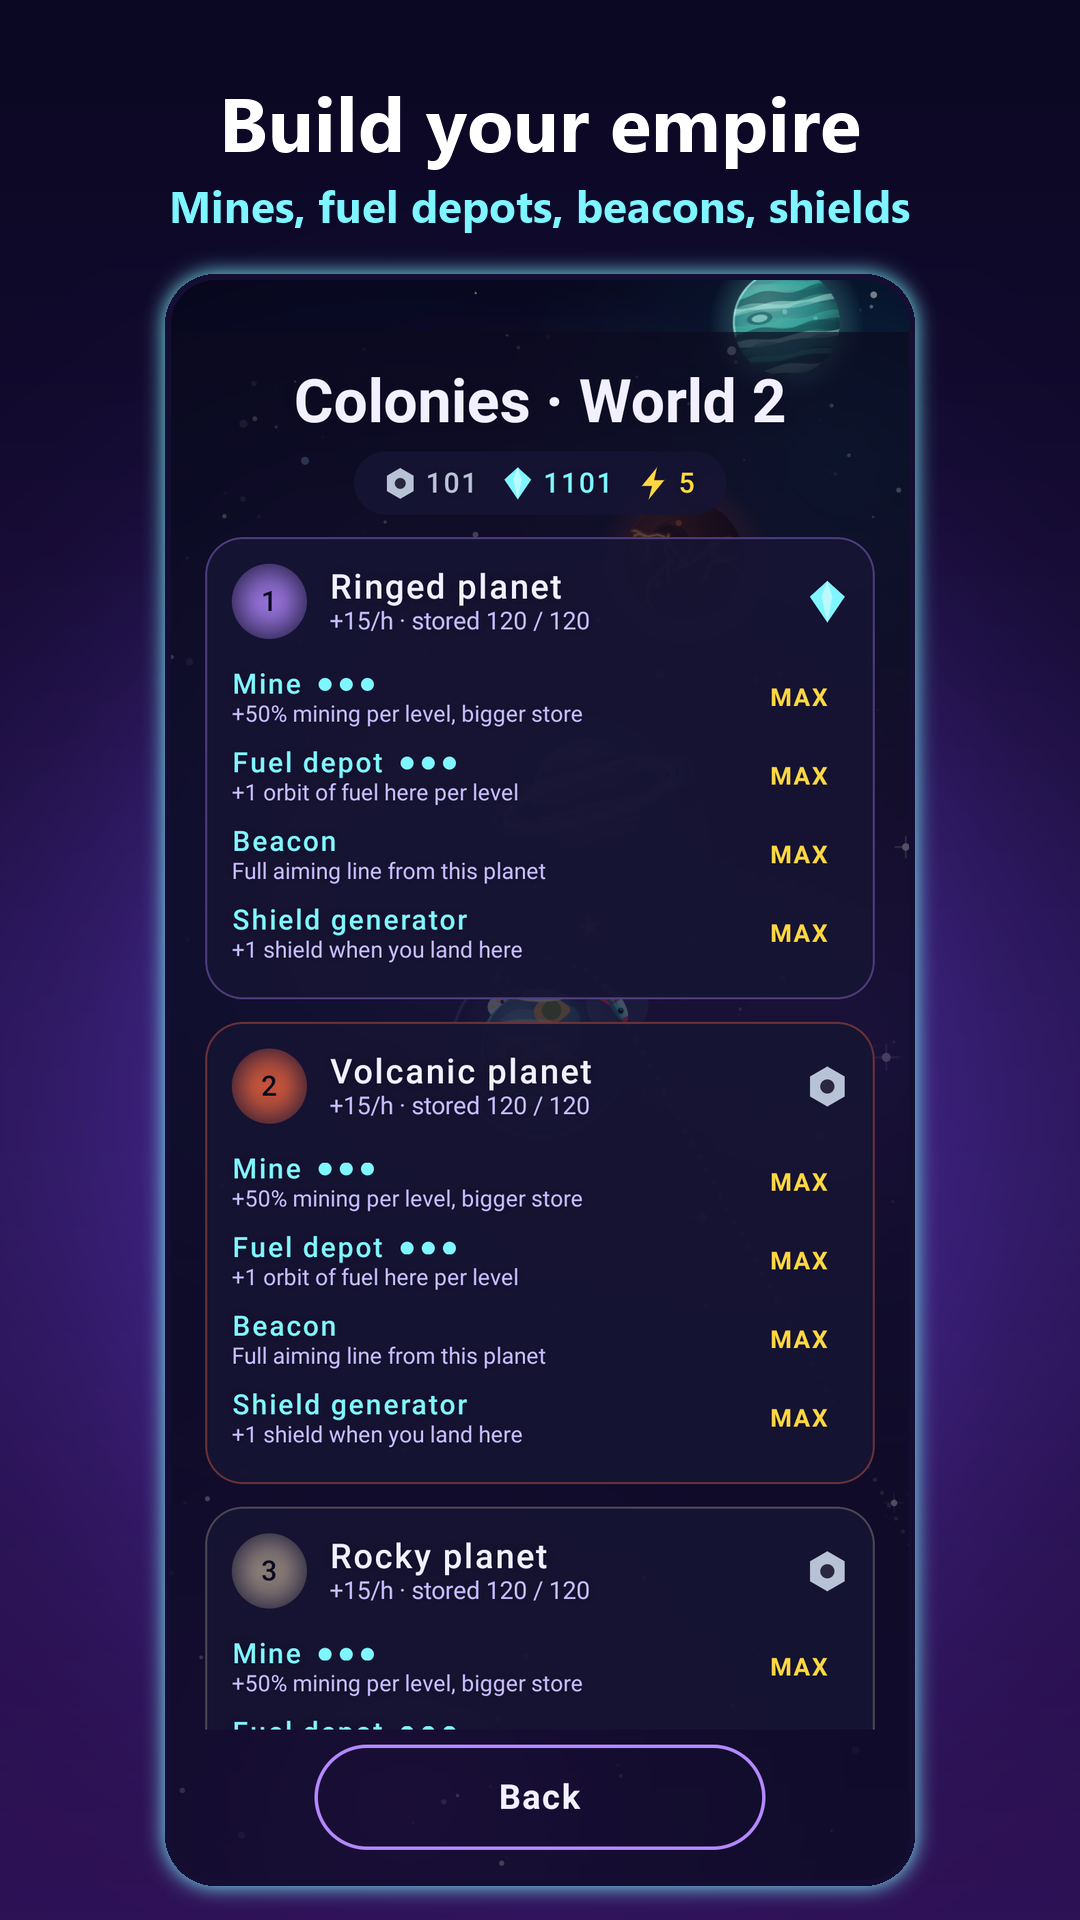 Build your empire
Mines, fuel depots, beacons, shields
Colonies · World 2
101 1101 5
1
Ringed planet
+15/h · stored 120 / 120
Mine
+50% mining per level, bigger store
MAX
Fuel depot
+1 orbit of fuel here per level
MAX
Beacon
Full aiming line from this planet
MAX
Shield generator
+1 shield when you land here
MAX
2
Volcanic planet
+15/h · stored 120 / 120
Mine
+50% mining per level, bigger store
MAX
Fuel depot
+1 orbit of fuel here per level
MAX
Beacon
Full aiming line from this planet
MAX
Shield generator
+1 shield when you land here
MAX
3
Rocky planet
+15/h · stored 120 / 120
Mine
+50% mining per level, bigger store
MAX
Fuel depot
Back